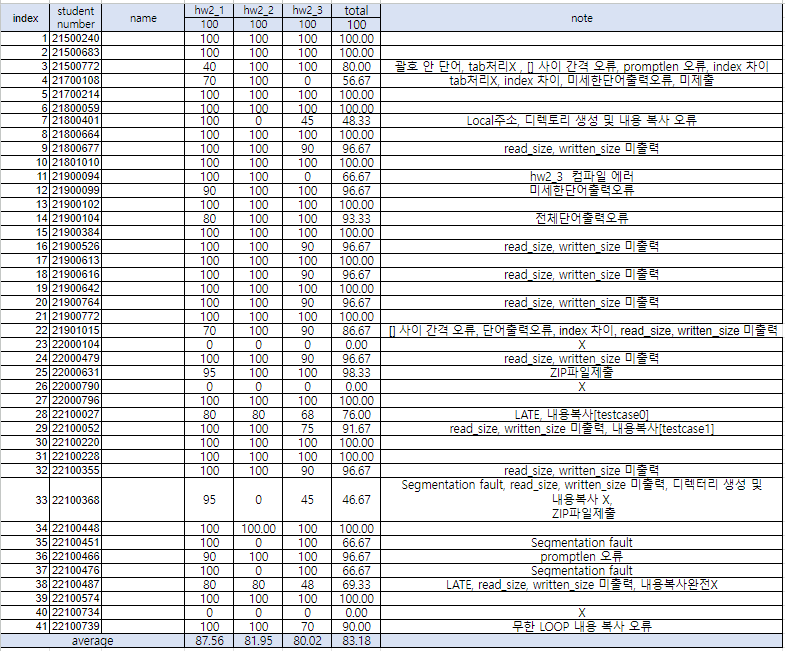 index student number name hw2_1 hw2_2 hw2_3 total note
100 100 100 100
1 21500240 100 100 100 100.00
2 21500683 100 100 100 100.00
3 21500772 40 100 100 80.00 괄호 안 단어, tab처리X , [] 사이 간격 오류, promptlen 오류, index 차이
4 21700108 70 100 0 56.67 tab처리X, index 차이, 미세한단어출력오류, 미제출
5 21700214 100 100 100 100.00
6 21800059 100 100 100 100.00
7 21800401 100 0 45 48.33 Local주소, 디렉토리 생성 및 내용 복사 오류
8 21800664 100 100 100 100.00
9 21800677 100 100 90 96.67 read_size, written_size 미출력
10 21801010 100 100 100 100.00
11 21900094 100 100 0 66.67 hw2_3 컴파일 에러
12 21900099 90 100 100 96.67 미세한단어출력오류
13 21900102 100 100 100 100.00
14 21900104 80 100 100 93.33 전체단어출력오류
15 21900384 100 100 100 100.00
16 21900526 100 100 90 96.67 read_size, written_size 미출력
17 21900613 100 100 100 100.00
18 21900616 100 100 90 96.67 read_size, written_size 미출력
19 21900642 100 100 100 100.00
20 21900764 100 100 90 96.67 read_size, written_size 미출력
21 21900772 100 100 100 100.00
22 21901015 70 100 90 86.67 [] 사이 간격 오류, 단어출력오류, index 차이, read_size, written_size 미출력
23 22000104 0 0 0 0.00 X
24 22000479 100 100 90 96.67 read_size, written_size 미출력
25 22000631 95 100 100 98.33 ZIP파일제출
26 22000790 0 0 0 0.00 X
27 22000796 100 100 100 100.00
28 22100027 80 80 68 76.00 LATE, 내용복사[testcase0]
29 22100052 100 100 75 91.67 read_size, written_size 미출력, 내용복사[testcase1]
30 22100220 100 100 100 100.00
31 22100228 100 100 100 100.00
32 22100355 100 100 90 96.67 read_size, written_size 미출력
33 22100368 95 0 45 46.67 Segmentation fault, read_size, written_size 미출력, 디렉터리 생성 및
내용복사 X,
ZIP파일제출
34 22100448 100 100.00 100 100.00
35 22100451 100 0 100 66.67 Segmentation fault
36 22100466 90 100 100 96.67 promptlen 오류
37 22100476 100 0 100 66.67 Segmentation fault
38 22100487 80 80 48 69.33 LATE, read_size, written_size 미출력, 내용복사완전X
39 22100574 100 100 100 100.00
40 22100734 0 0 0 0.00 X
41 22100739 100 100 70 90.00 무한 LOOP 내용 복사 오류
average 87.56 81.95 80.02 83.18